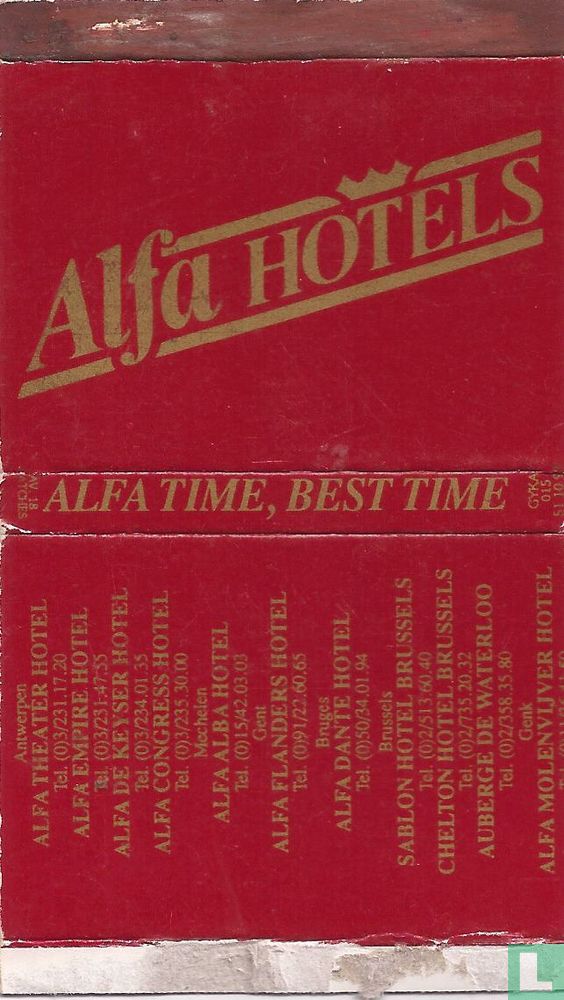 Alfa HOTELS
ALFA TIME, BEST TIME
GYKA
015
Antwerpen
ALFA THEATER HOTEL
Tel. (0)3/231.17.20
ALFA EMPIRE HOTEL
Tel. (0)3/231.47.55
ALFA DE KEYSER HOTEL
Tel. (0)3/234.01.35
ALFA CONGRESS HOTEL
Tel. (0)3/235.30.00
Mechelen
ALFA ALBA HOTEL
Tel. (0)15/42.03.03
Gent
ALFA FLANDERS HOTEL
Tel. (0)91/22.60.65
Bruges
ALFA DANTE HOTEL
Tel. (0)50/34.01.94
Brussels
SABLON HOTEL BRUSSELS
Tel. (0)2/513.60.40
CHELTON HOTEL BRUSSELS
Tel. (0)2/735.20.32
AUBERGE DE WATERLOO
Tel. (0)2/358.35.80
Genk
ALFA MOLENVIJVER HOTEL
L